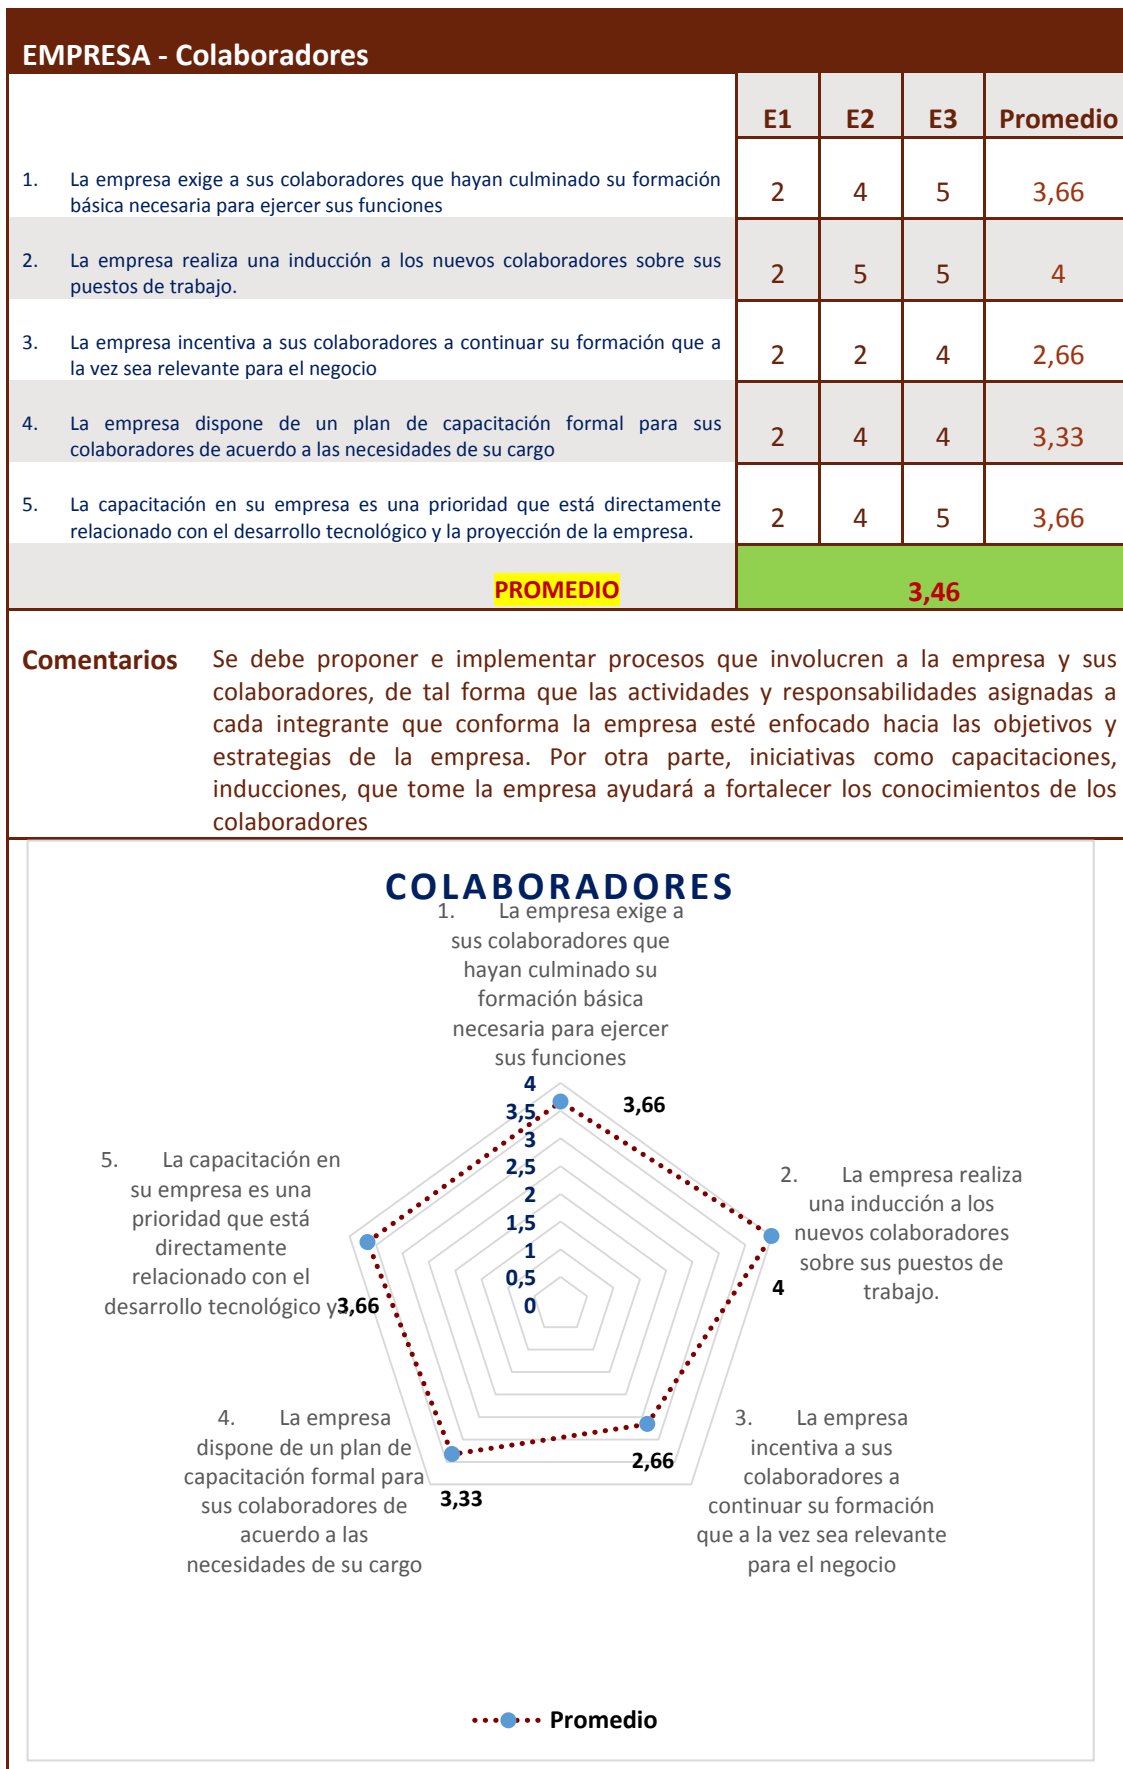 EMPRESA - Colaboradores
E1 E2 E3 Promedio
1. La empresa exige a sus colaboradores que hayan culminado su formación
básica necesaria para ejercer sus funciones
2 4 5 3,66
2. La empresa realiza una inducción a los nuevos colaboradores sobre sus
puestos de trabajo.
2 5 5 4
3. La empresa incentiva a sus colaboradores a continuar su formación que a
la vez sea relevante para el negocio
2 2 4 2,66
4. La empresa dispone de un plan de capacitación formal para sus
colaboradores de acuerdo a las necesidades de su cargo
2 4 4 3,33
5. La capacitación en su empresa es una prioridad que está directamente
relacionado con el desarrollo tecnológico y la proyección de la empresa.
2 4 5 3,66
PROMEDIO 3,46
Comentarios
Se debe proponer e implementar procesos que involucren a la empresa y sus
colaboradores, de tal forma que las actividades y responsabilidades asignadas a
cada integrante que conforma la empresa esté enfocado hacia las objetivos y
estrategias de la empresa. Por otra parte, iniciativas como capacitaciones,
inducciones, que tome la empresa ayudará a fortalecer los conocimientos de los
colaboradores
COLABORADORES
1. La empresa exige a
sus colaboradores que
hayan culminado su
formación básica
necesaria para ejercer
sus funciones
4
3,5
3
2,5
2
1,5
1
0,5
0
3,66
2. La empresa realiza
una inducción a los
nuevos colaboradores
sobre sus puestos de
trabajo.
4
3. La empresa
incentiva a sus
colaboradores a
continuar su formación
que a la vez sea relevante
para el negocio
2,66
4. La empresa
dispone de un plan de
capacitación formal para
sus colaboradores de
acuerdo a las
necesidades de su cargo
3,33
5. La capacitación en
su empresa es una
prioridad que está
directamente
relacionado con el
desarrollo tecnológico y
3,66
Promedio